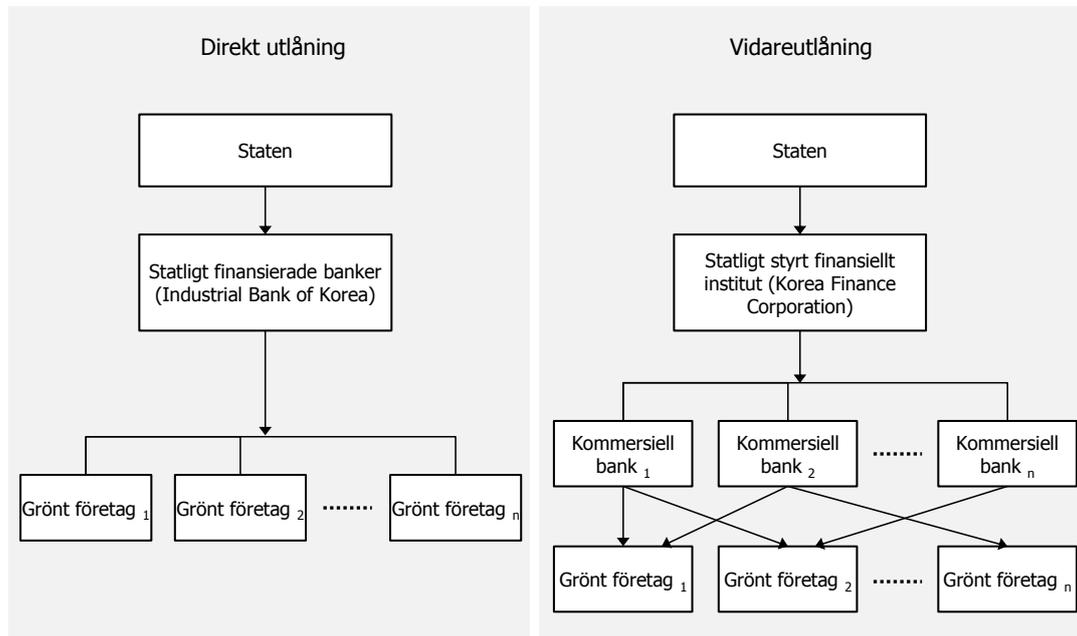 Direkt utlåning
Staten
Statligt finansierade banker
(Industrial Bank of Korea)
Grönt företag 1
Grönt företag 2
Grönt företag n
Vidareutlåning
Staten
Statligt styrt finansiellt
institut (Korea Finance
Corporation)
Kommersiell
bank 1
Kommersiell
bank 2
Kommersiell
bank n
Grönt företag 1
Grönt företag 2
Grönt företag n